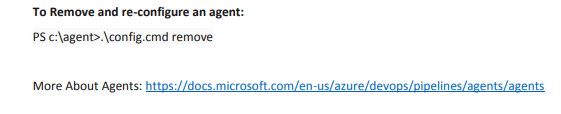 To Remove and re-configure an agent:
PS c:\agent>.\config.cmd remove
More About Agents: https://docs.microsoft.com/en-us/azure/devops/pipelines/agents/agents